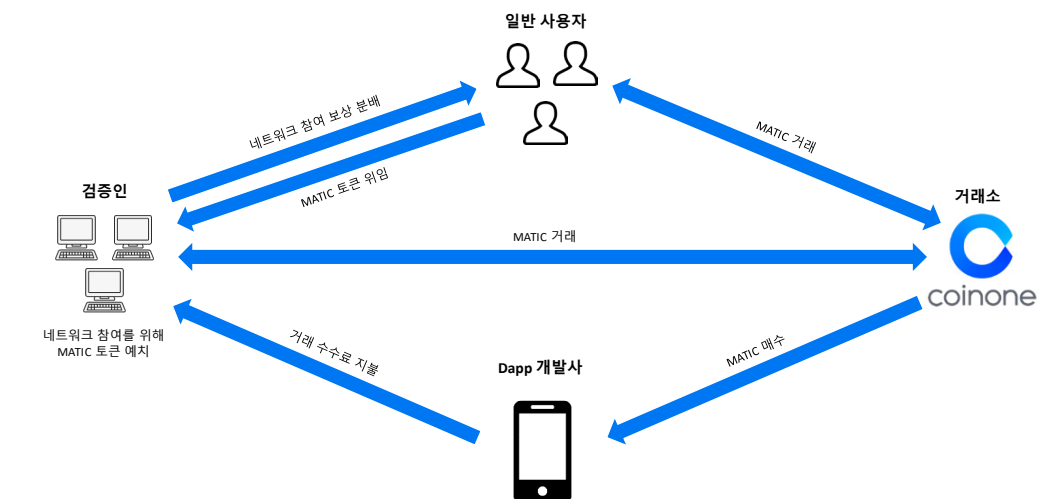 일반 사용자
네트워크 참여 보상 분배
MATIC 토큰 위임
MATIC 거래
검증인
거래소
MATIC 거래
coinone
네트워크 참여를 위해
MATIC 토큰 예치
거래 수수료 지불
Dapp 개발사
MATIC 매수